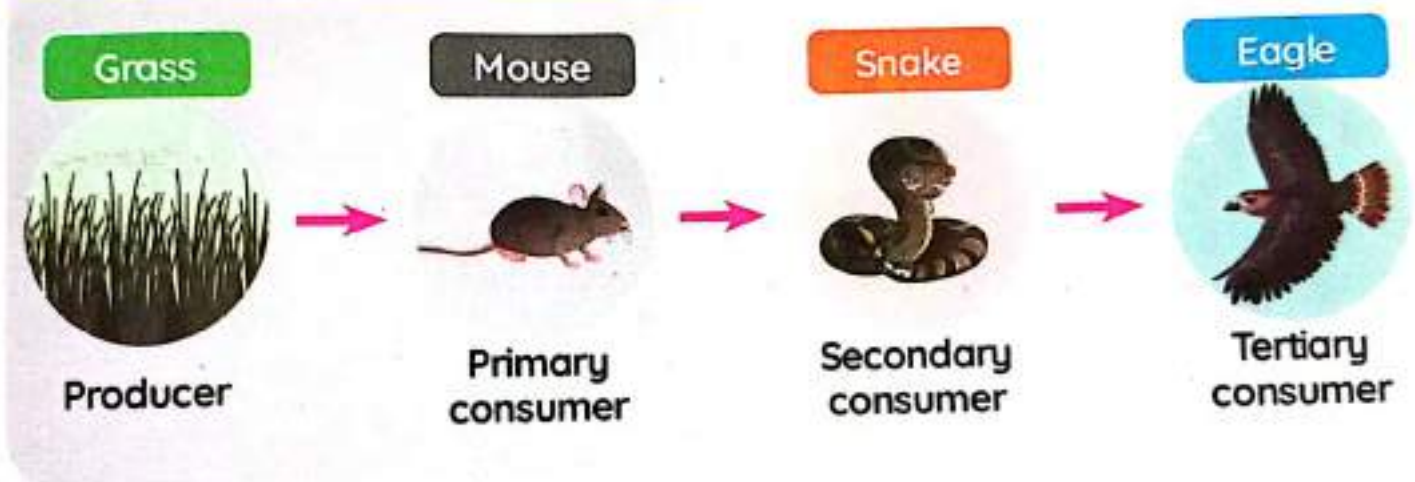 Grass
Mouse
Snake
Eagle
Producer
Primary
consumer
Secondary
consumer
Tertiary
consumer